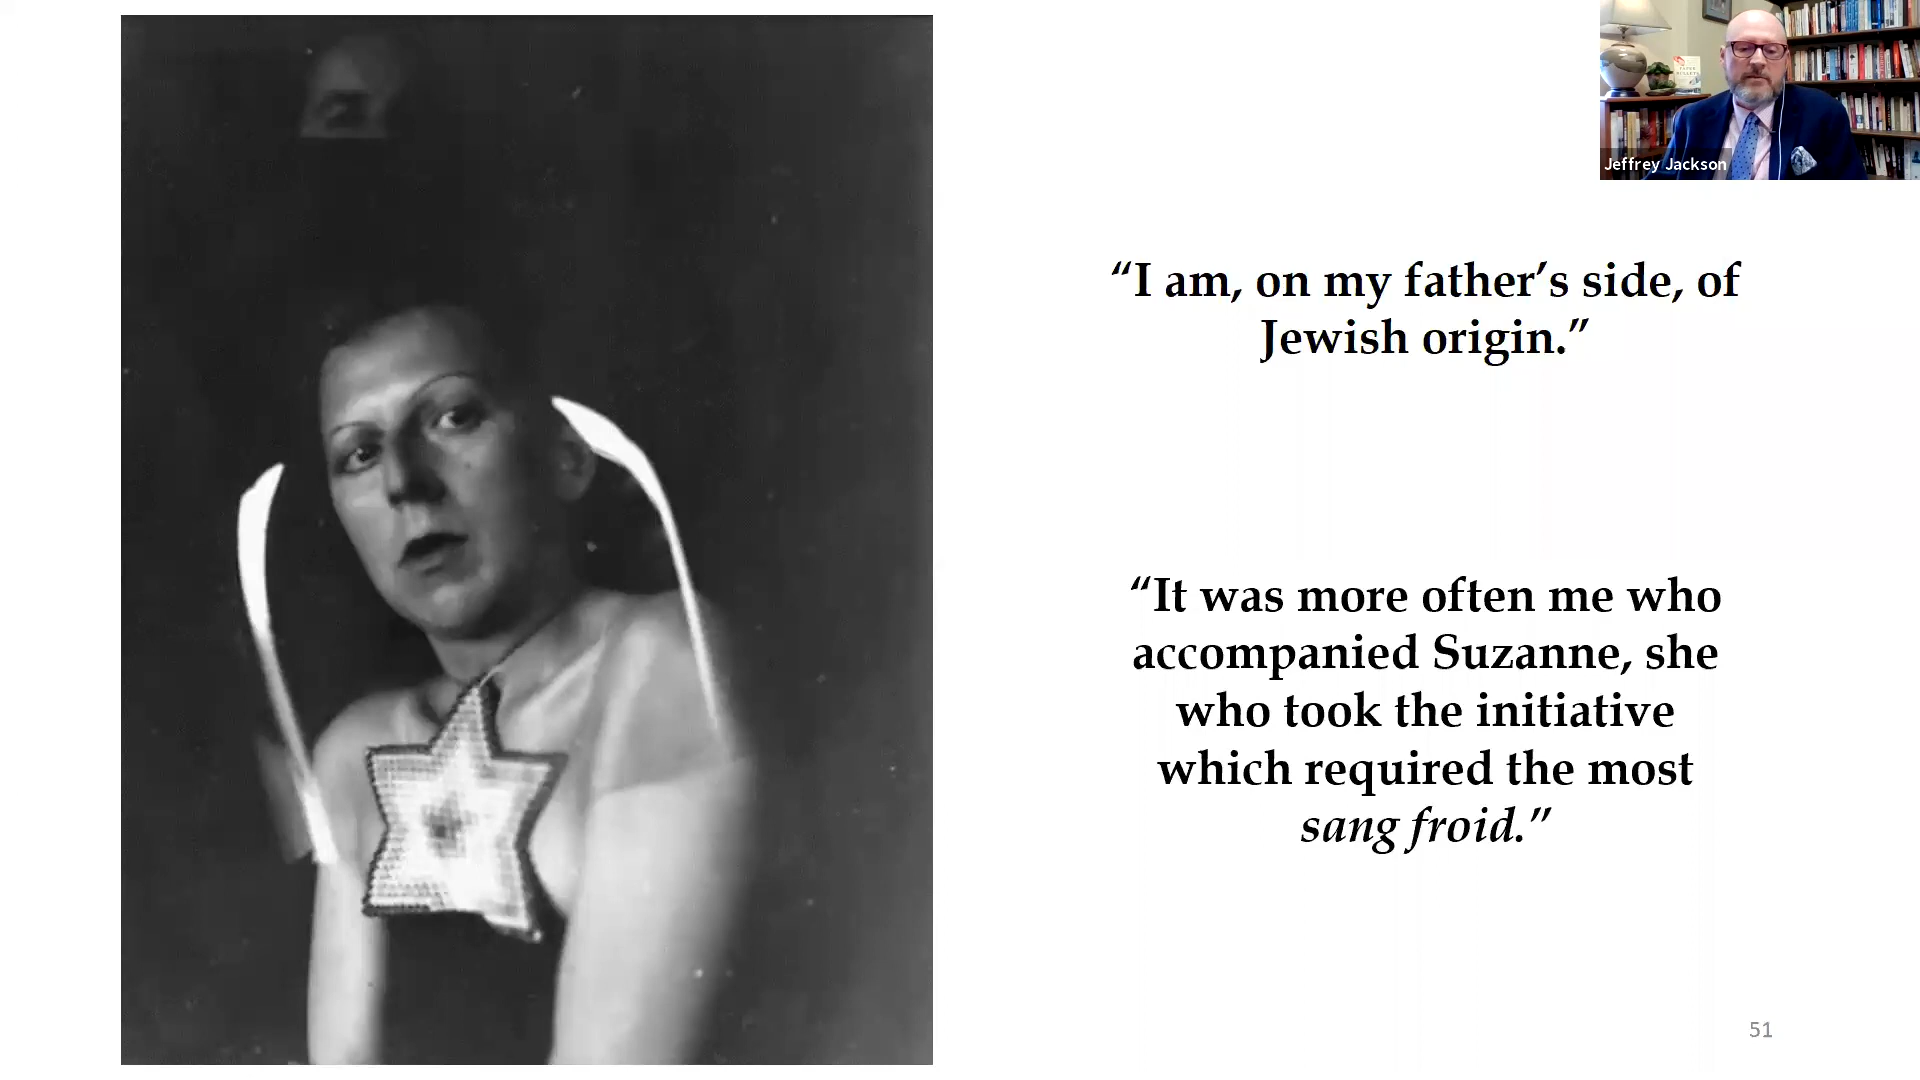 Jeffrey Jackson
“I am, on my father’s side, of
Jewish origin.”
“It was more often me who
accompanied Suzanne, she
who took the initiative
which required the most
sang froid.”
51